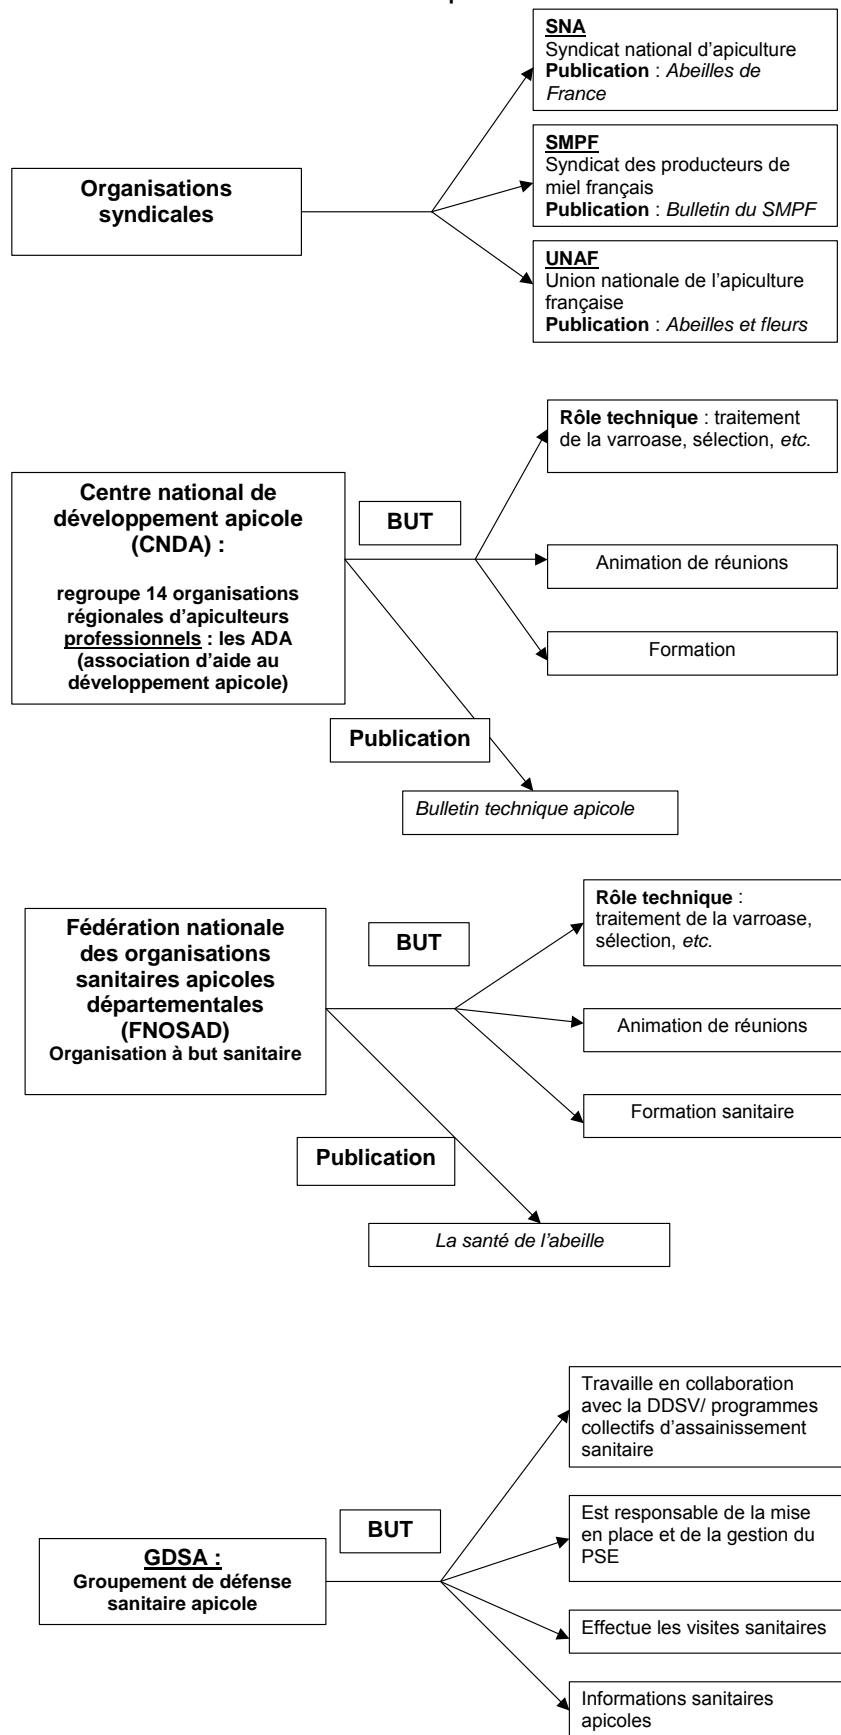 SNA
Syndicat national d'apiculture
Publication : Abeilles de
France
Organisations
syndicales
SMPF
Syndicat des producteurs de
miel français
Publication : Bulletin du SMPF
UNAF
Union nationale de l'apiculture
française
Publication : Abeilles et fleurs
Centre national de
développement apicole
(CNDA) :
regroupe 14 organisations
régionales d'apiculteurs
professionnels : les ADA
(association d'aide au
développement apicole)
BUT
Rôle technique : traitement
de la varroase, sélection, etc.
Animation de réunions
Formation
Publication
Bulletin technique apicole
Fédération nationale
des organisations
sanitaires apicoles
départementales
(FNOSAD)
Organisation à but sanitaire
BUT
Rôle technique :
traitement de la varroase,
sélection, etc.
Animation de réunions
Formation sanitaire
Publication
La santé de l'abeille
GDSA :
Groupement de défense
sanitaire apicole
BUT
Travaille en collaboration
avec la DDSV/ programmes
collectifs d'assainissement
sanitaire
Est responsable de la mise
en place et de la gestion du
PSE
Effectue les visites sanitaires
Informations sanitaires
apicoles